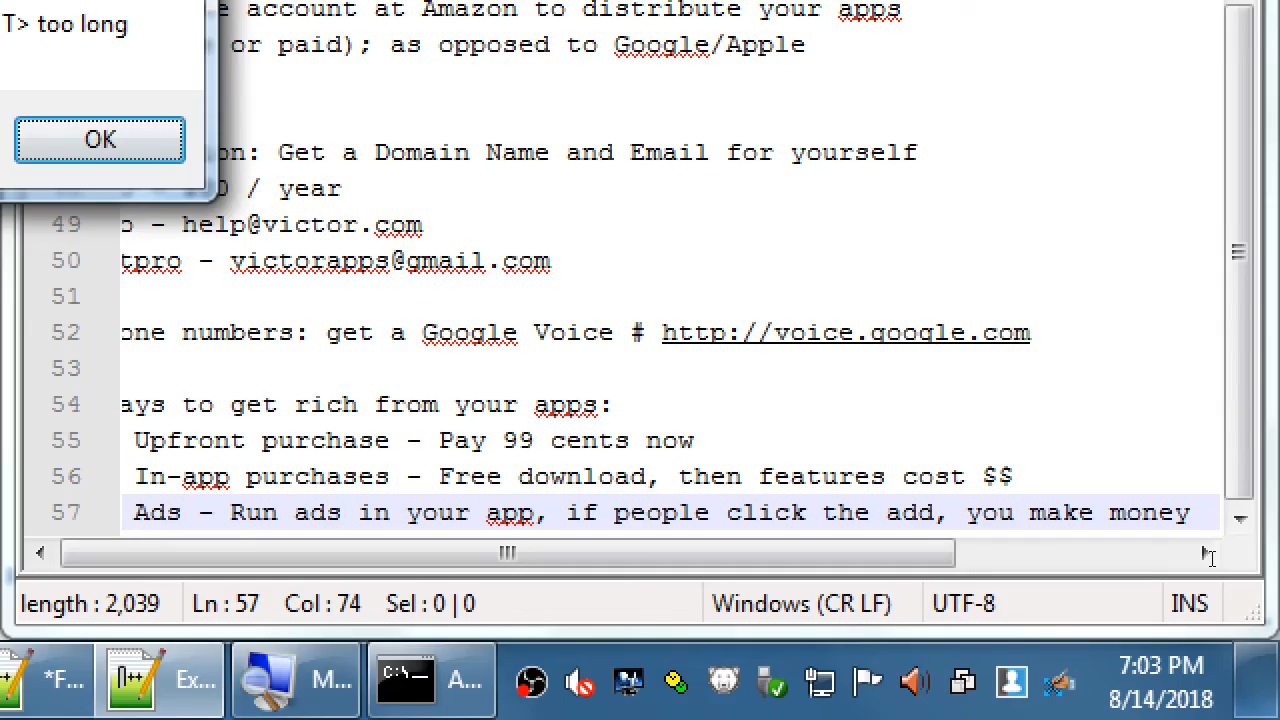 T> too long
OK
account at Amazon to distribute your apps
or paid); as opposed to Google/Apple
on: Get a Domain Name and Email for yourself
0 / year
49 o - help@victor.com
50 tpro - victorapps@gmail.com
51
52 one numbers: get a Google Voice # http://voice.google.com
53
54 ays to get rich from your apps:
55 Upfront purchase - Pay 99 cents now
56 In-app purchases - Free download, then features cost $$
57 Ads - Run ads in your app, if people click the add, you make money
length : 2,039 Ln : 57 Col : 74 Sel : 0 | 0 Windows (CR LF) UTF-8 INS
*F... Ex... M... A... 7:03 PM
8/14/2018